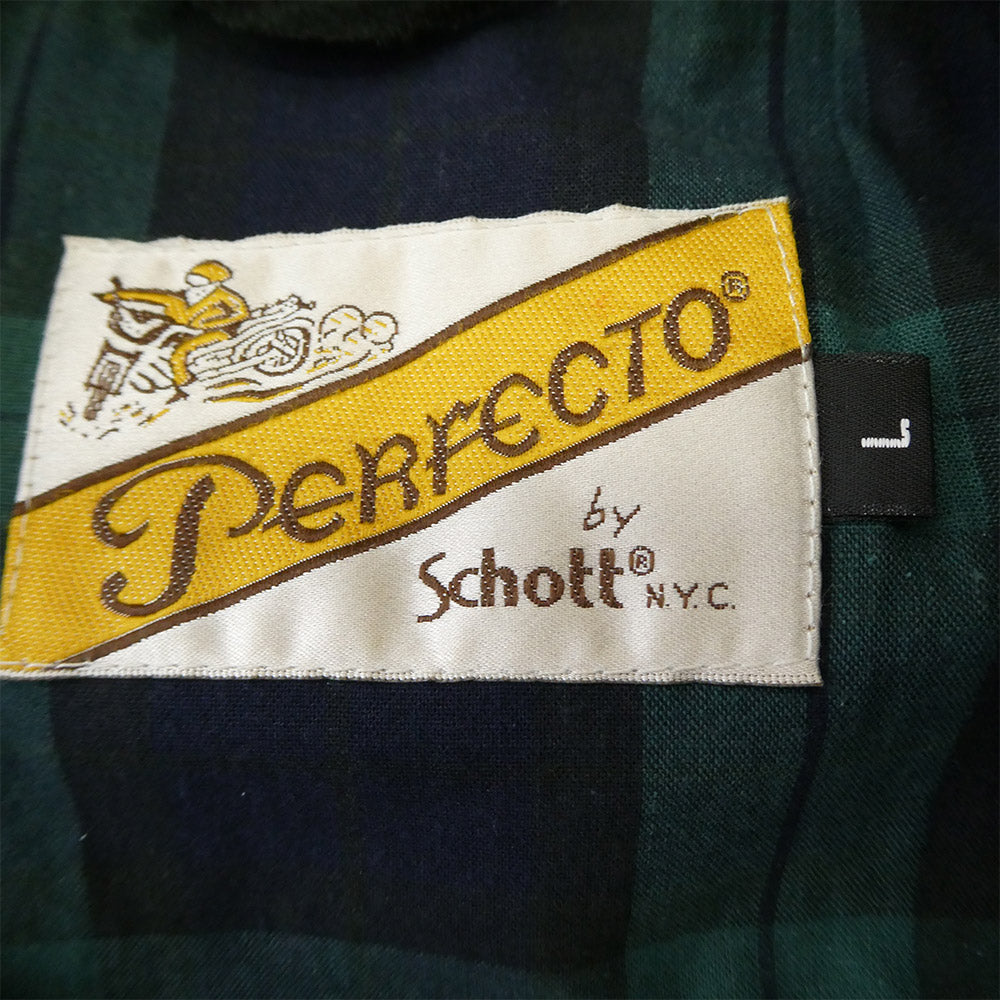 PERFECTO®
by
Schott®
N.Y.C.
L